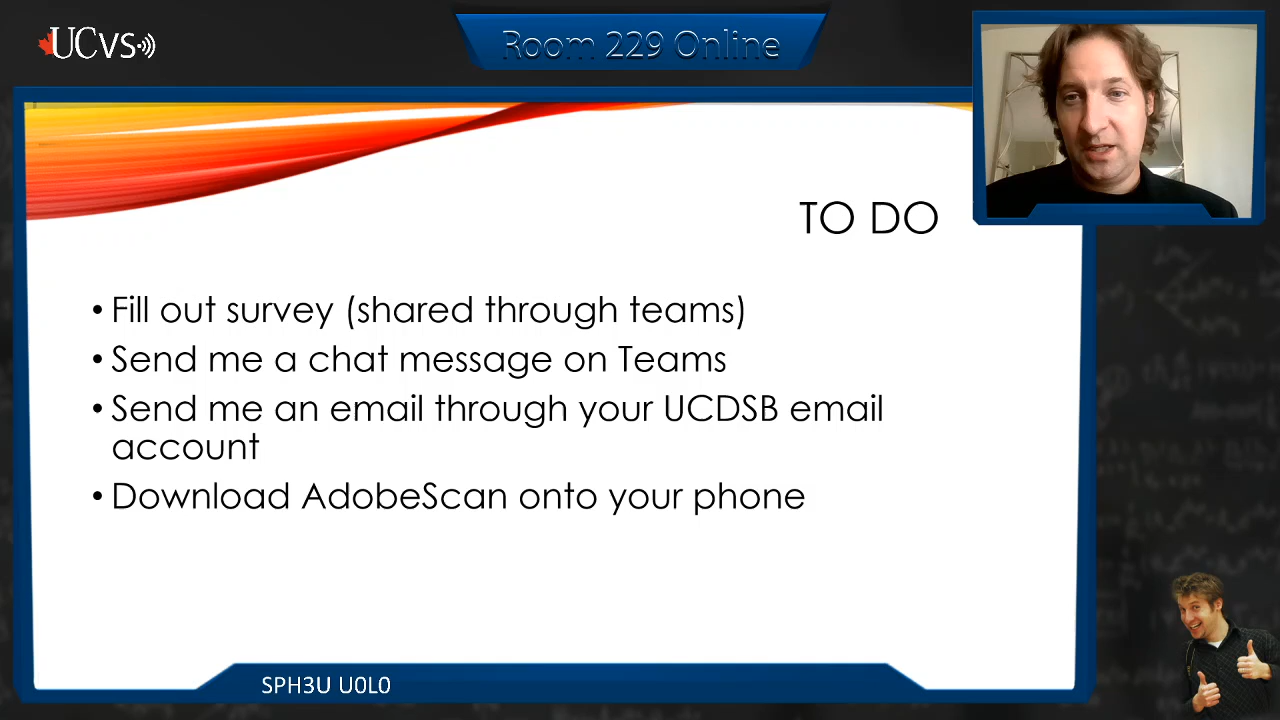 UCvs
Room 229 Online
TO DO
• Fill out survey (shared through teams)
• Send me a chat message on Teams
• Send me an email through your UCDSB email
account
• Download AdobeScan onto your phone
SPH3U U0L0